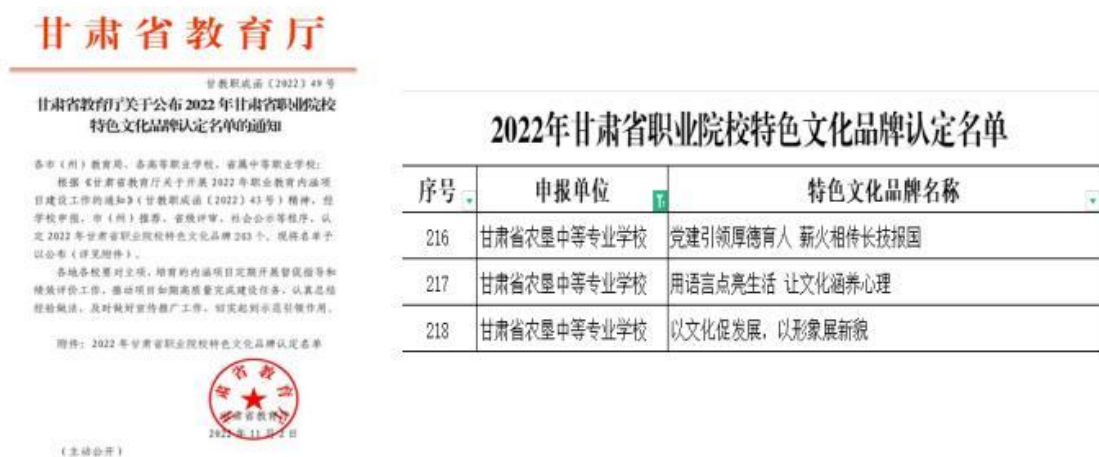 甘肃省教育厅
甘教职成函〔2022〕49号
甘肃省教育厅关于公布2022年甘肃省职业院校
特色文化品牌认定名单的通知
各市（州）教育局、各高等职业学校、省属中等职业学校：
根据《甘肃省教育厅关于开展2022年职业教育内涵项
目建设工作的通知》（甘教职成函〔2022〕43号）精神，经
学校申报、市（州）推荐、省级评审、社会公示等程序，认
定2022年甘肃省职业院校特色文化品牌263个，现将名单予
以公布（详见附件）。
各地各校要对立项、培育的内涵项目定期开展督促指导和
绩效评价工作，推动项目如期高质量完成建设任务，认真总结
经验做法，及时做好宣传推广工作，切实起到示范引领作用。
附件：2022年甘肃省职业院校特色文化品牌认定名单
甘肃省教育厅
2022年11月2日
（主动公开）
2022年甘肃省职业院校特色文化品牌认定名单
序号 申报单位 特色文化品牌名称
216 甘肃省农垦中等专业学校 党建引领厚德育人 薪火相传长技报国
217 甘肃省农垦中等专业学校 用语言点亮生活 让文化涵养心理
218 甘肃省农垦中等专业学校 以文化促发展，以形象展新貌